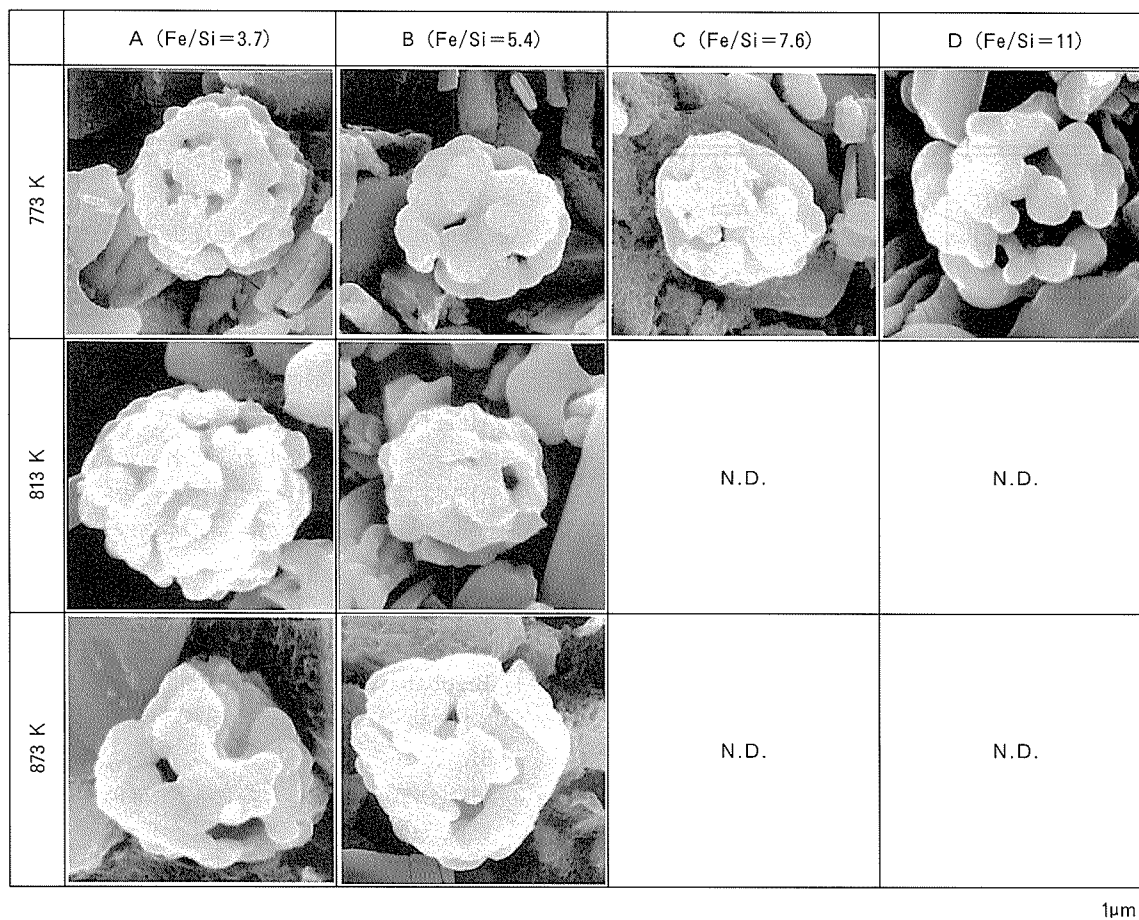 A (Fe/Si=3.7) B (Fe/Si=5.4) C (Fe/Si=7.6) D (Fe/Si=11)
773 K
813 K N.D. N.D.
873 K N.D. N.D.
1μm